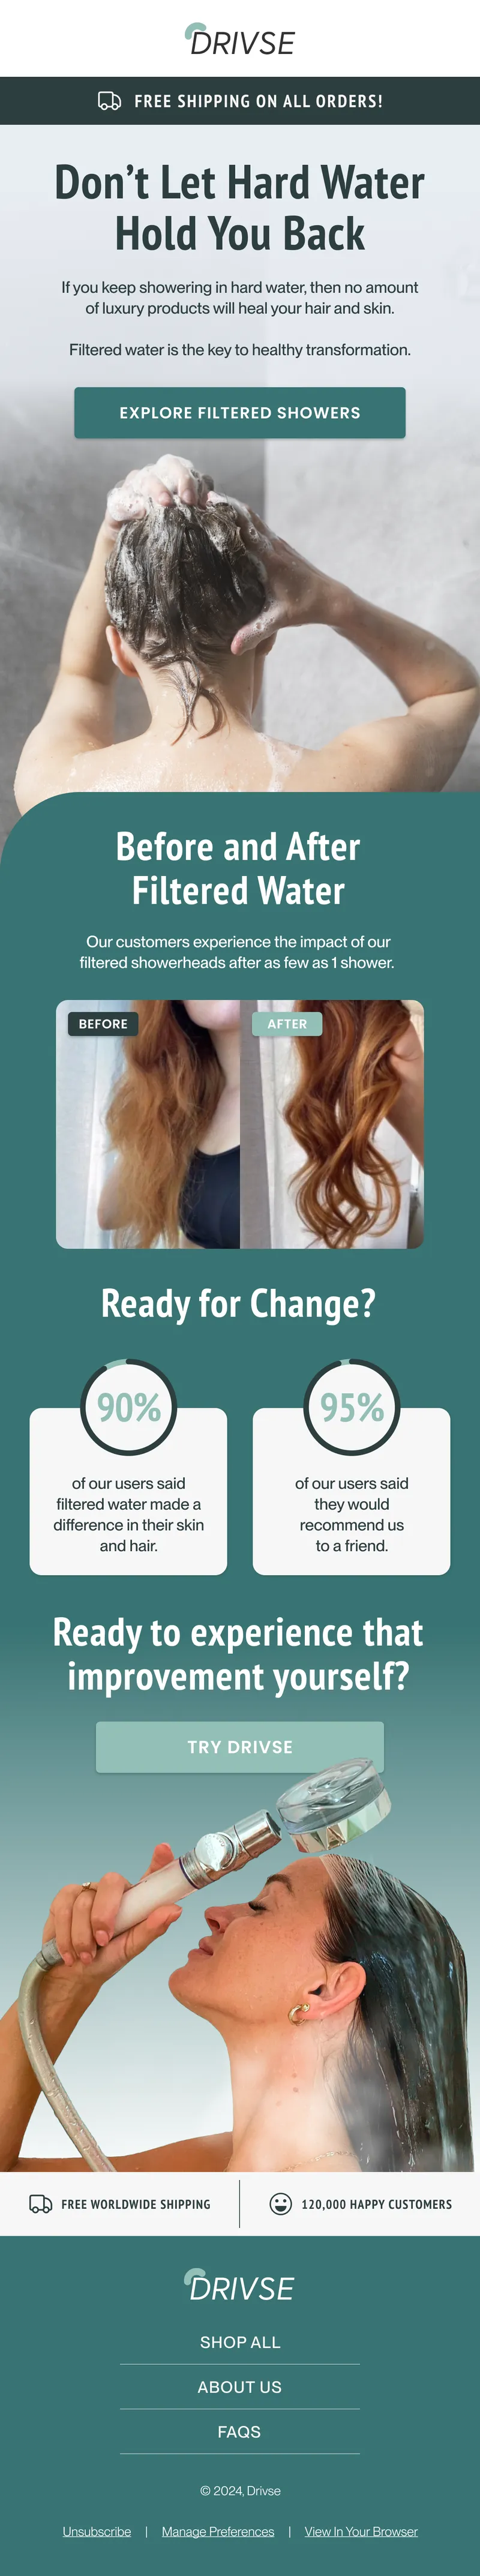 DRIVSE
FREE SHIPPING ON ALL ORDERS!
Don’t Let Hard Water
Hold You Back
If you keep showering in hard water, then no amount
of luxury products will heal your hair and skin.
Filtered water is the key to healthy transformation.
EXPLORE FILTERED SHOWERS
Before and After
Filtered Water
Our customers experience the impact of our
filtered showerheads after as few as 1 shower.
BEFORE
AFTER
Ready for Change?
90%
of our users said
filtered water made a
difference in their skin
and hair.
95%
of our users said
they would
recommend us
to a friend.
Ready to experience that
improvement yourself?
TRY DRIVSE
FREE WORLDWIDE SHIPPING
120,000 HAPPY CUSTOMERS
DRIVSE
SHOP ALL
ABOUT US
FAQS
© 2024, Drivse
Unsubscribe | Manage Preferences | View In Your Browser